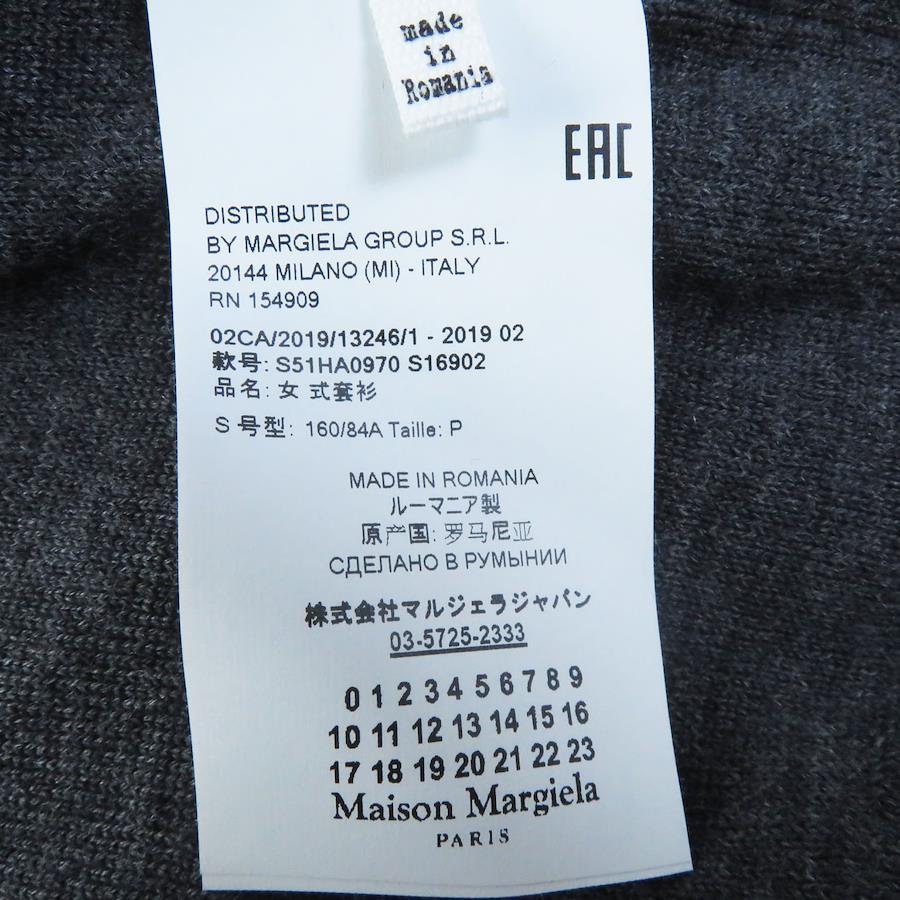 made
in
Romania
EAC
DISTRIBUTED
BY MARGIELA GROUP S.R.L.
20144 MILANO (MI) - ITALY
RN 154909
02CA/2019/13246/1 - 2019 02
款号: S51HA0970 S16902
品名: 女 式套衫
S 号型: 160/84A Taille: P
MADE IN ROMANIA
ルーマニア製
原产国: 罗马尼亚
СДЕЛАНО В РУМЫНИИ
株式会社マルジェラジャパン
03-5725-2333
0 1 2 3 4 5 6 7 8 9
10 11 12 13 14 15 16
17 18 19 20 21 22 23
Maison Margiela
PARIS